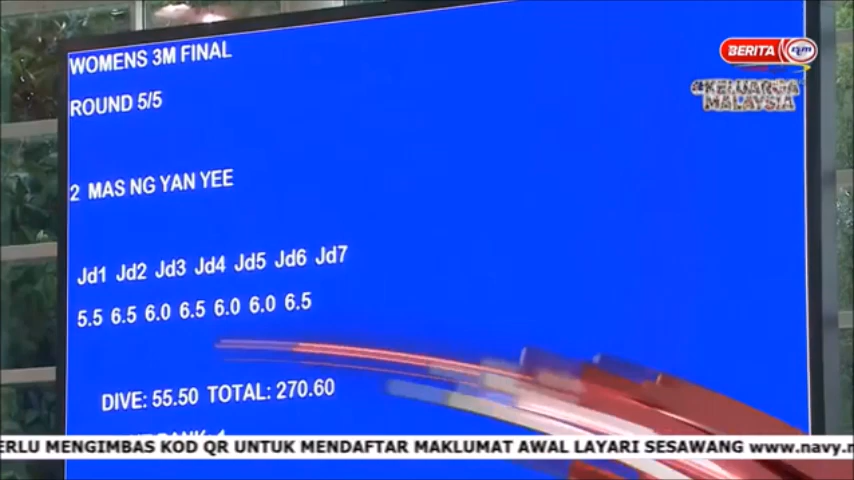 WOMENS 3M FINAL
BERITA
ROUND 5/5
#KELUARGA
MALAYSIA
2 MAS NG YAN YEE
Jd1 Jd2 Jd3 Jd4 Jd5 Jd6 Jd7
5.5 6.5 6.0 6.5 6.0 6.0 6.5
DIVE: 55.50 TOTAL: 270.60
ERLU MENGIMBAS KOD QR UNTUK MENDAFTAR MAKLUMAT AWAL LAYARI SESAWANG www.navy.